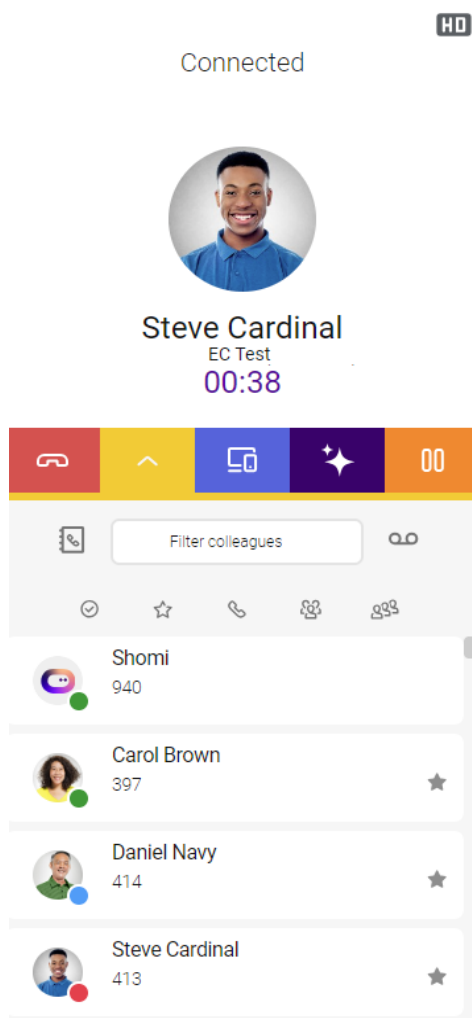 HD
Connected
Steve Cardinal
EC Test
00:38
Filter colleagues
Shomi
940
Carol Brown
397
Daniel Navy
414
Steve Cardinal
413